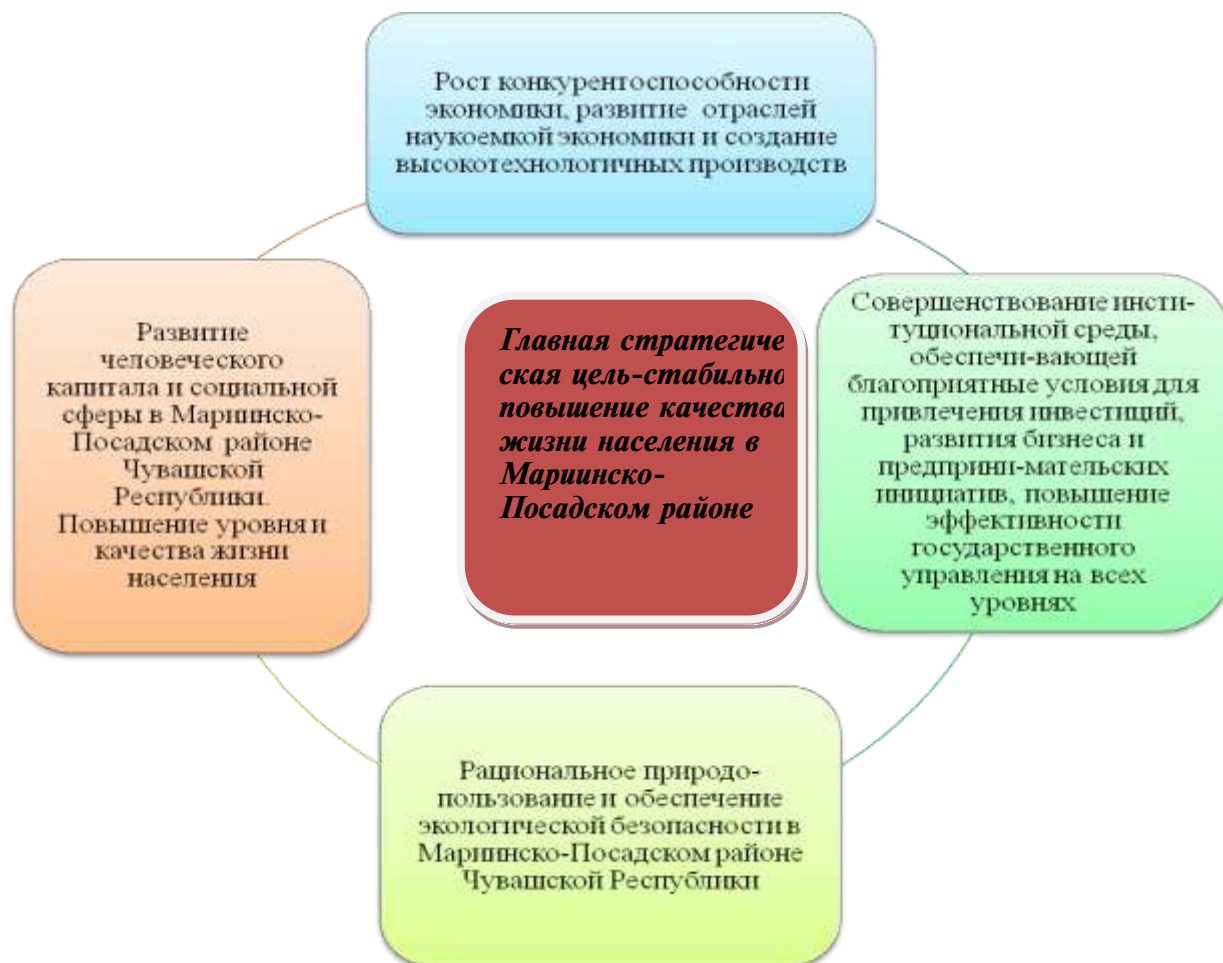 Рост конкурентоспособности
экономики, развитие отраслей
наукоемкой экономики и создание
высокотехнологичных производств
Развитие
человеческого
капитала и социальной
сферы в Мариинско-
Посадском районе
Чувашской
Республики.
Повышение уровня и
качества жизни
населения
Главная стратегиче
ская цель-стабильно
повышение качества
жизни населения в
Мариинско-
Посадском районе
Совершенствование инсти-
туциональной среды,
обеспечи-вающей
благоприятные условия для
привлечения инвестиций,
развития бизнеса и
предприни-мательских
инициатив, повышение
эффективности
государственного
управления на всех
уровнях
Рациональное природо-
пользование и обеспечение
экологической безопасности в
Мариинско-Посадском районе
Чувашской Республики